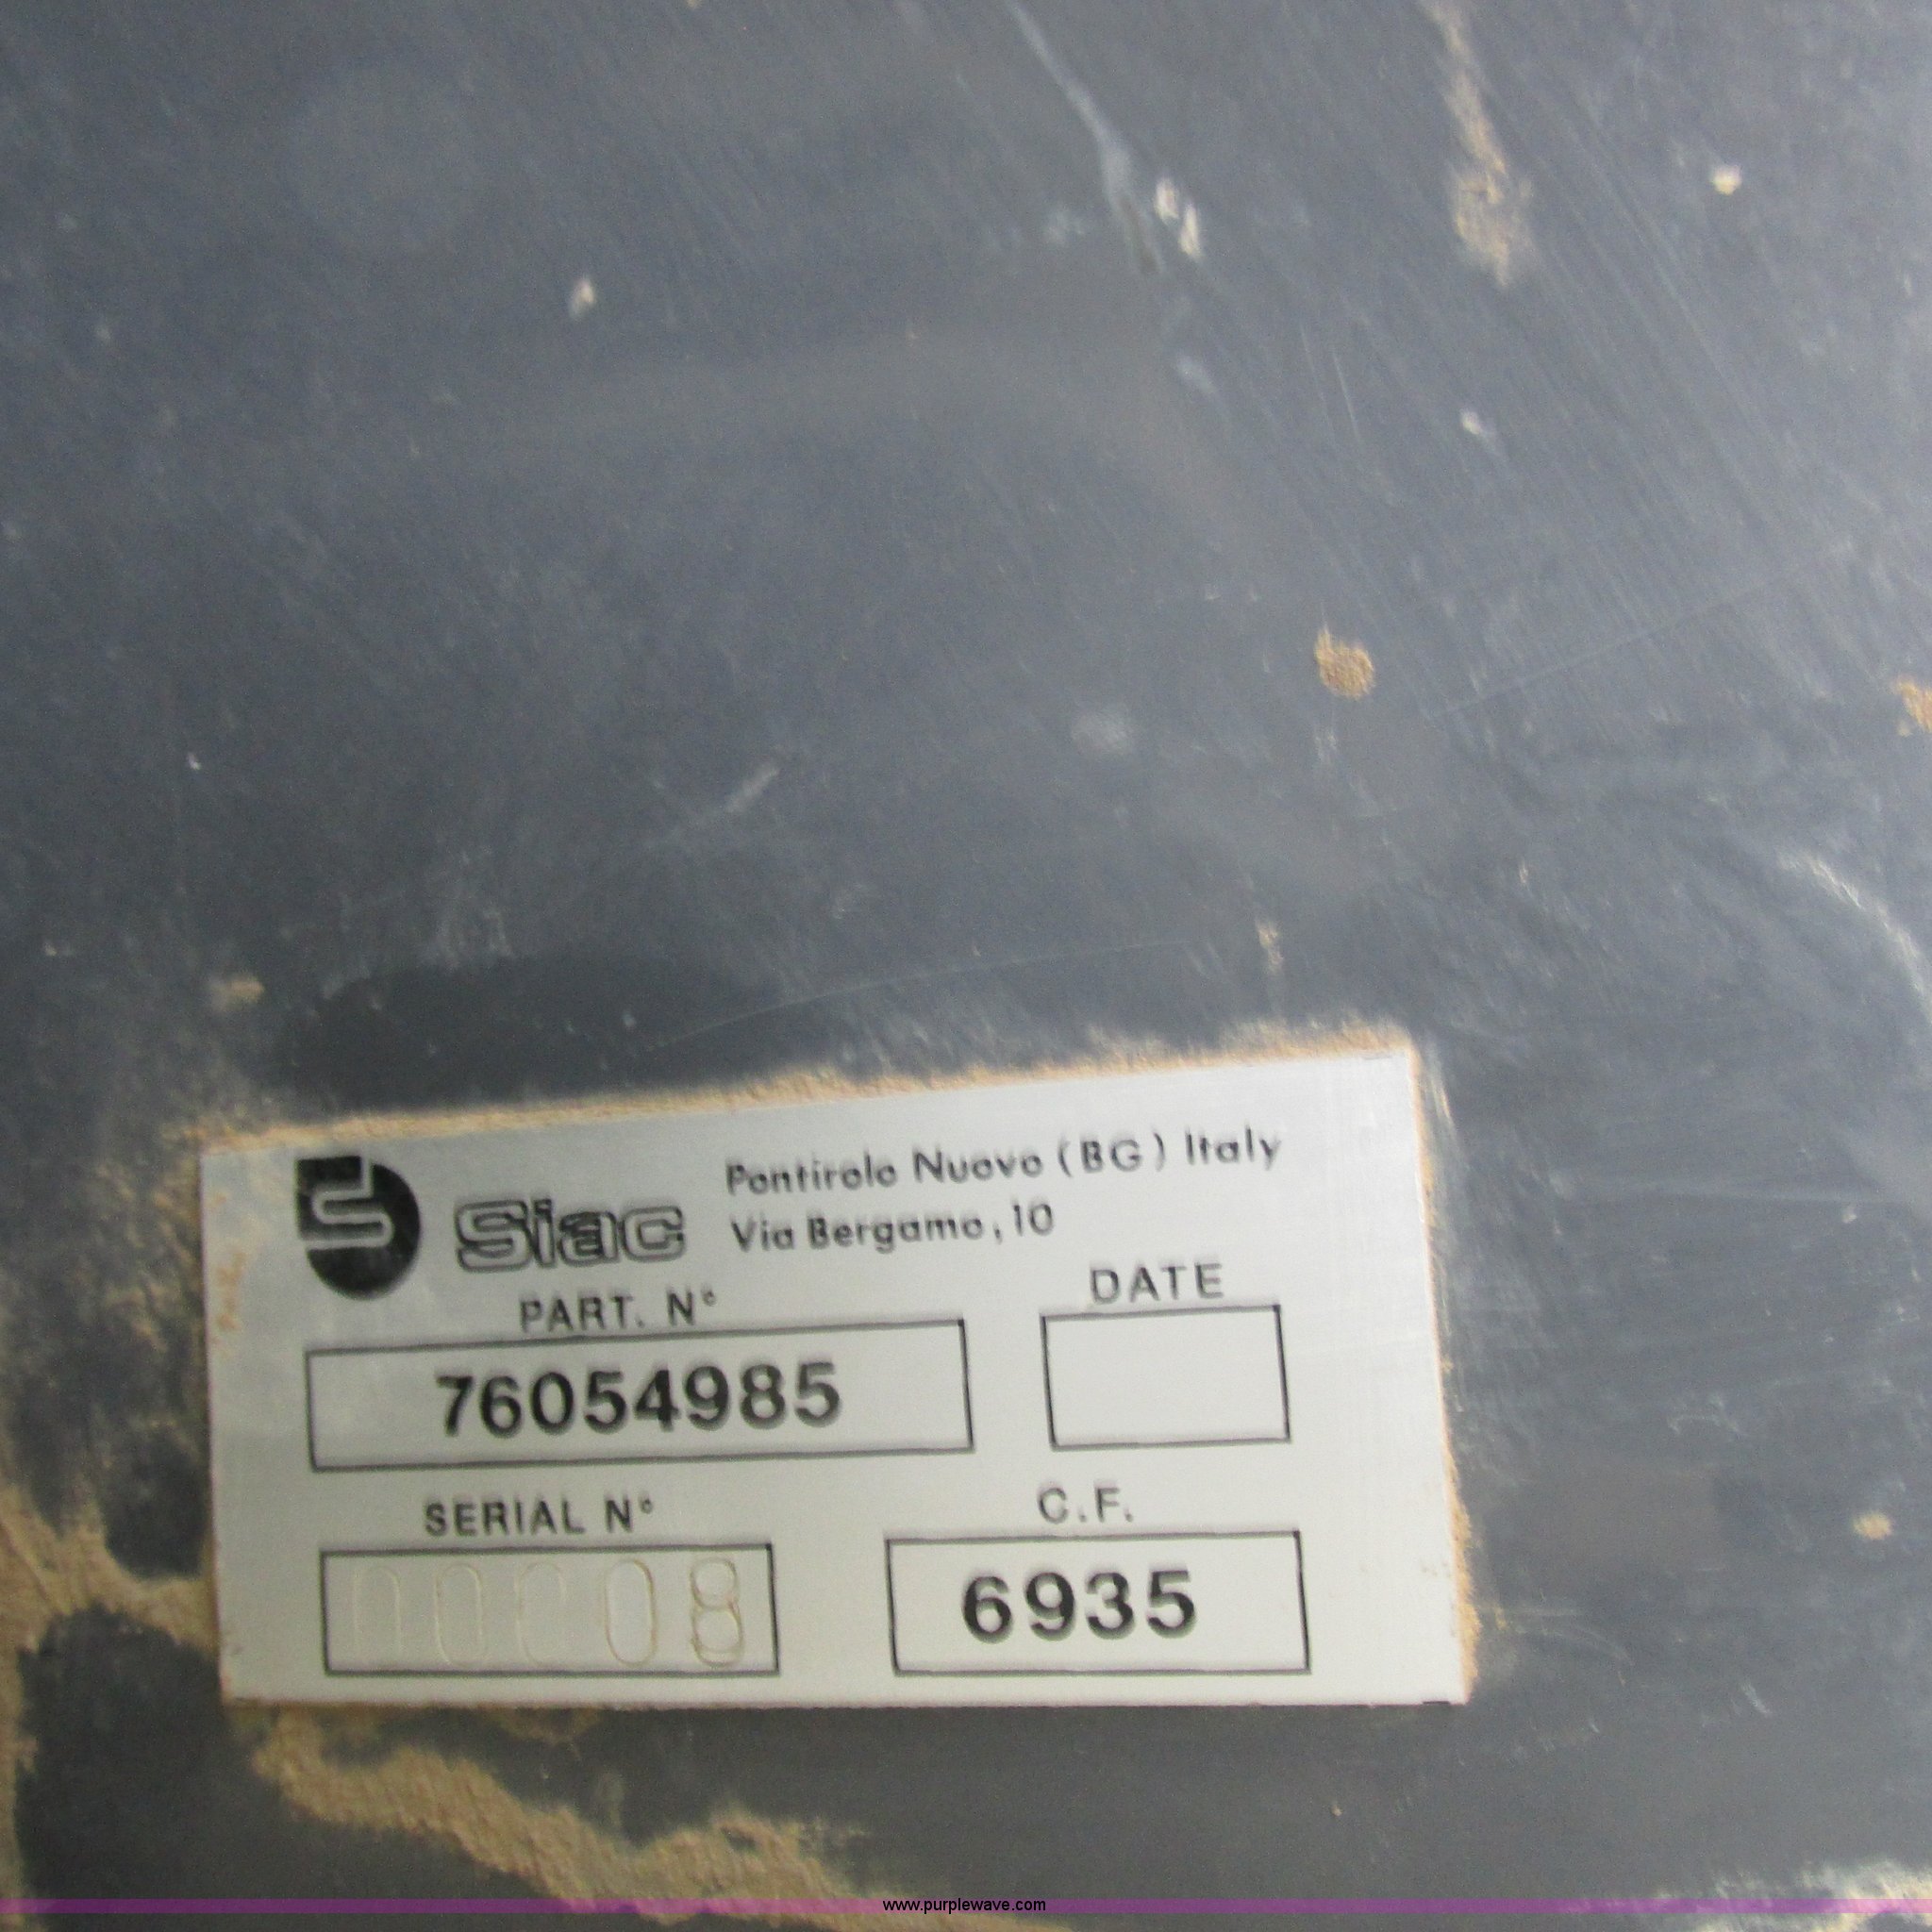 Siac
Pontirolo Nuovo (BG) Italy
Via Bergamo, 10
PART. N°
DATE
76054985
SERIAL N°
C.F.
00008
6935
www.purplewave.com